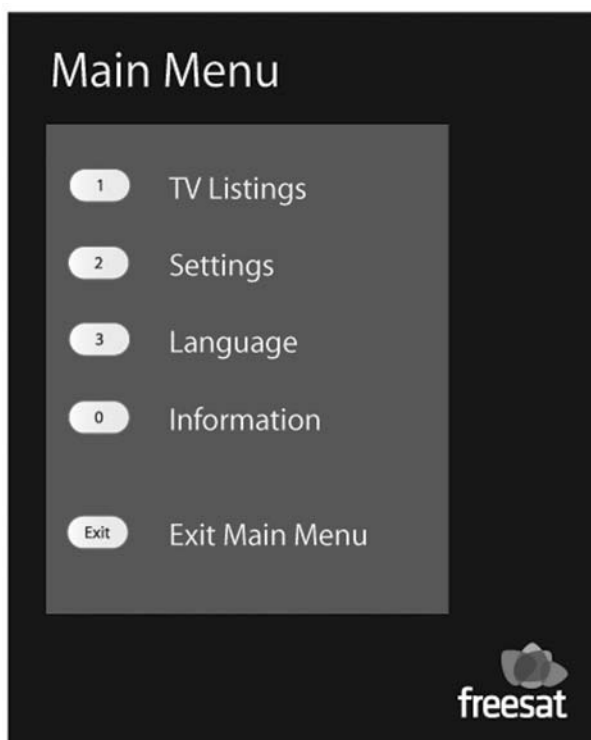 Main Menu
1 TV Listings
2 Settings
3 Language
0 Information
Exit Exit Main Menu
freesat